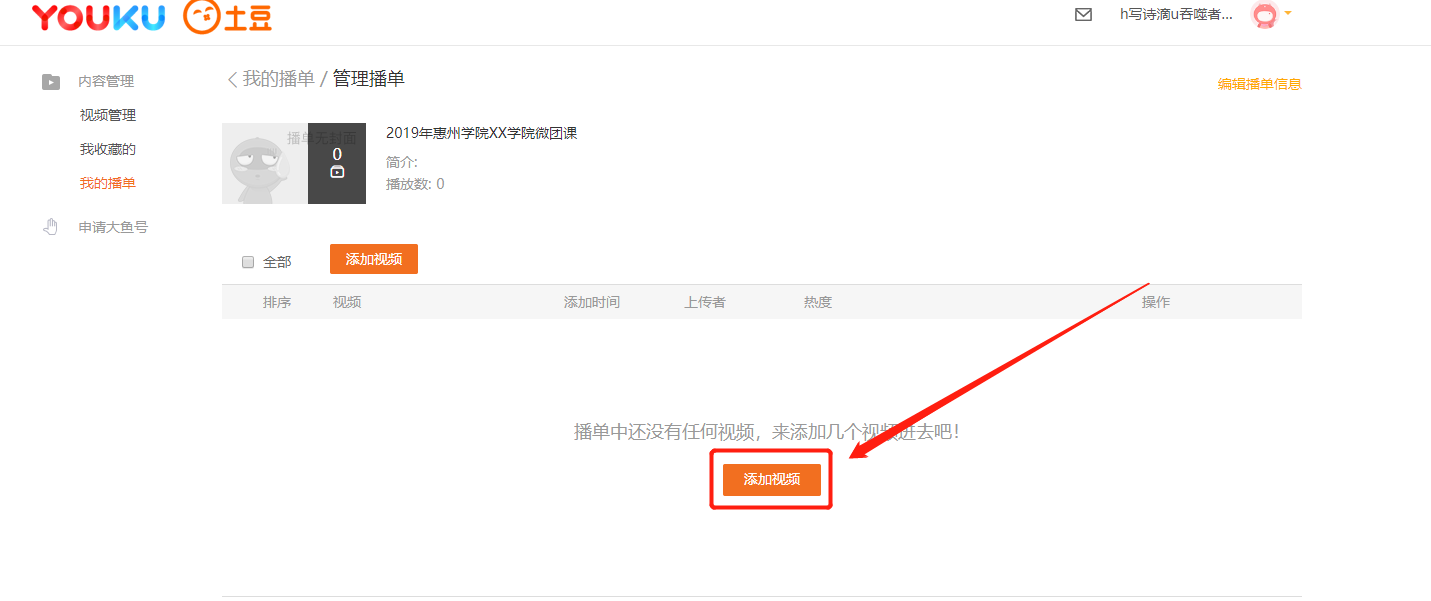 YOUKU 土豆
h写诗滴u吞噬者...
内容管理
视频管理
我收藏的
我的播单
申请大鱼号
我的播单 / 管理播单
编辑播单信息
播单无封面
0
2019年惠州学院XX学院微团课
简介:
播放数: 0
全部
添加视频
排序 视频 添加时间 上传者 热度 操作
播单中还没有任何视频，来添加几个视频进去吧！
添加视频